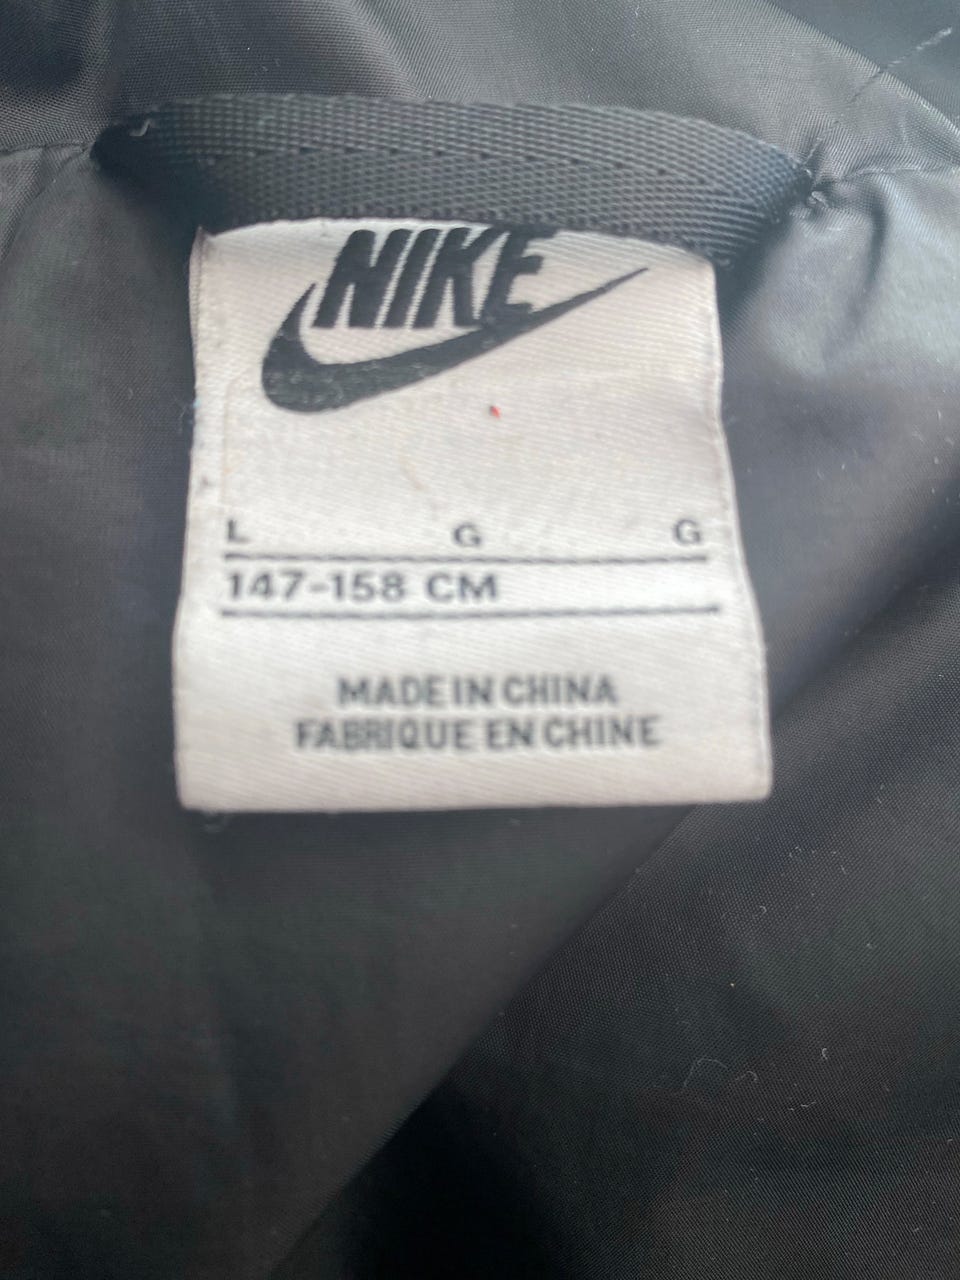 NIKE
L G G
147-158 CM
MADE IN CHINA
FABRIQUE EN CHINE